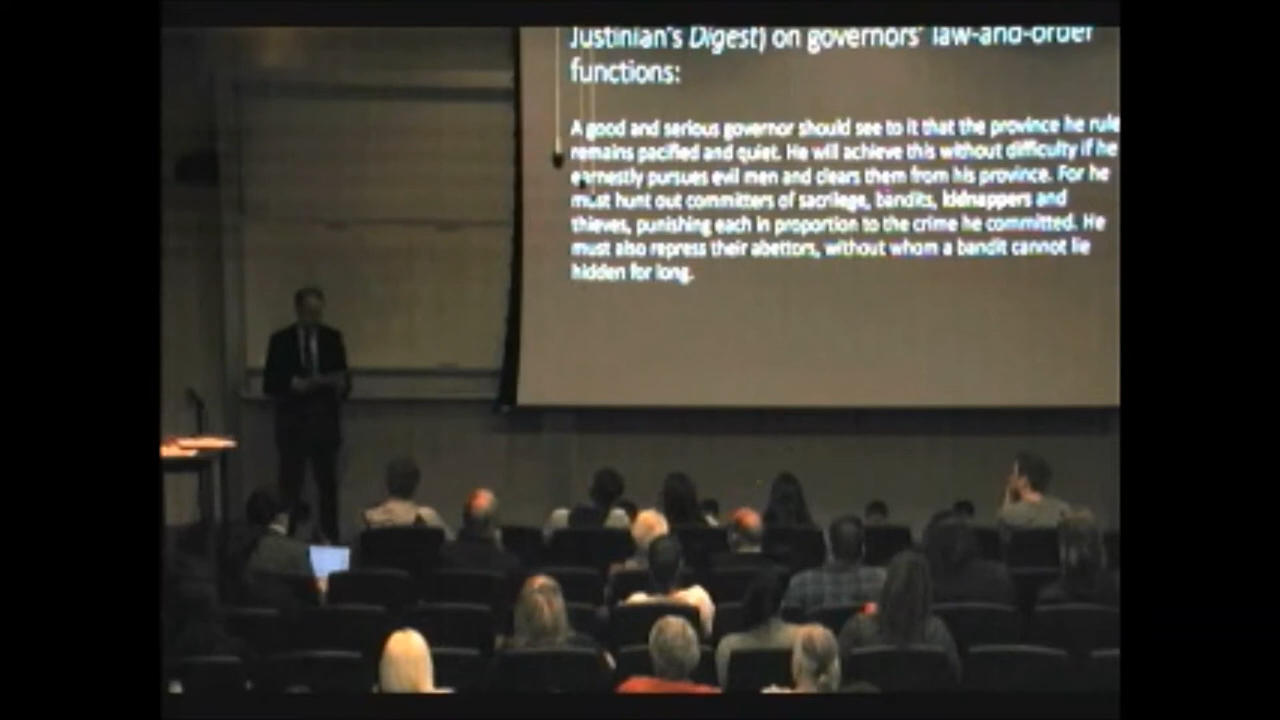 Justinian's Digest) on governors' law-and-order
functions:
A good and serious governor should see to it that the province he rule
remains pacified and quiet. He will achieve this without difficulty if he
earnestly pursues evil men and clears them from his province. For he
must hunt out committers of sacrilege, bandits, kidnappers and
thieves, punishing each in proportion to the crime he committed. He
must also repress their abettors, without whom a bandit cannot lie
hidden for long.